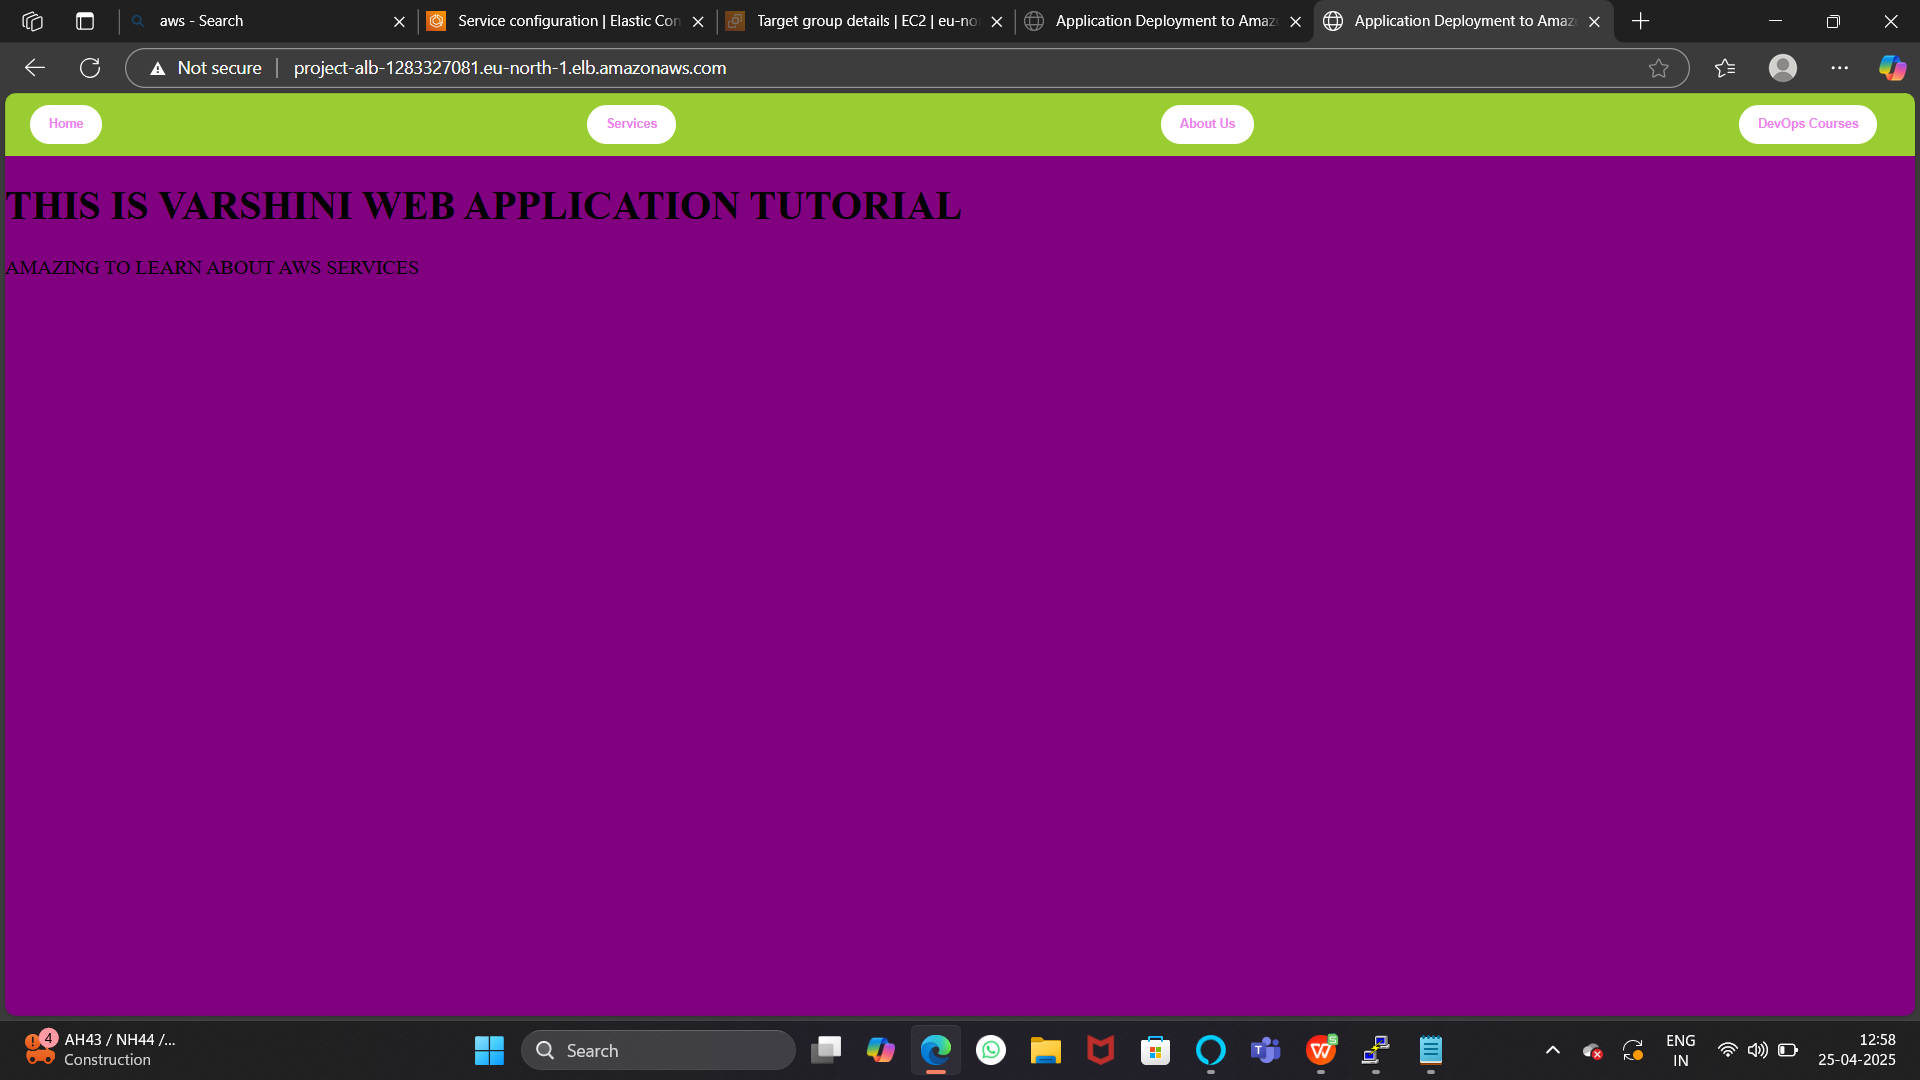 aws - Search
Service configuration | Elastic Con
Target group details | EC2 | eu-no
Application Deployment to Amaz
Application Deployment to Amaz
Not secure
project-alb-1283327081.eu-north-1.elb.amazonaws.com
Home
Services
About Us
DevOps Courses
THIS IS VARSHINI WEB APPLICATION TUTORIAL
AMAZING TO LEARN ABOUT AWS SERVICES
4
AH43 / NH44 /...
Construction
Search
ENG
IN
12:58
25-04-2025